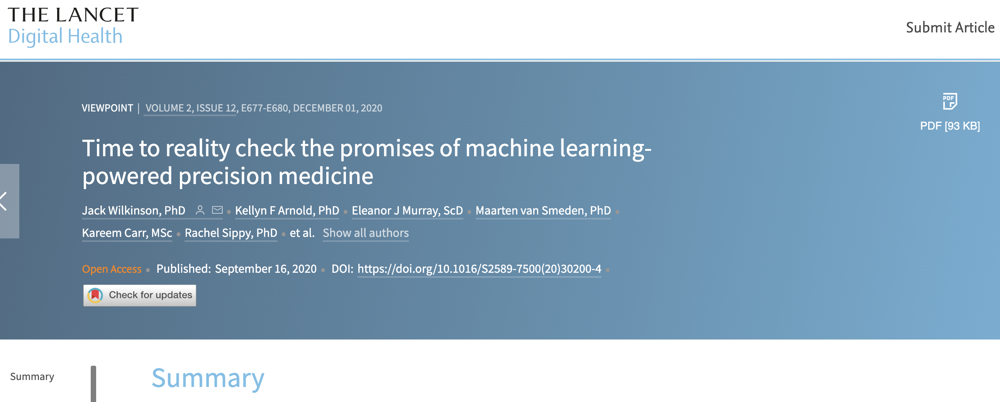 THE LANCET
Digital Health
Submit Article
VIEWPOINT | VOLUME 2, ISSUE 12, E677-E680, DECEMBER 01, 2020
PDF
PDF [93 KB]
Time to reality check the promises of machine learning-
powered precision medicine
Jack Wilkinson, PhD • Kellyn F Arnold, PhD • Eleanor J Murray, ScD • Maarten van Smeden, PhD •
Kareem Carr, MSc • Rachel Sippy, PhD • et al. Show all authors
Open Access • Published: September 16, 2020 • DOI: https://doi.org/10.1016/S2589-7500(20)30200-4 •
Check for updates
Summary
Summary